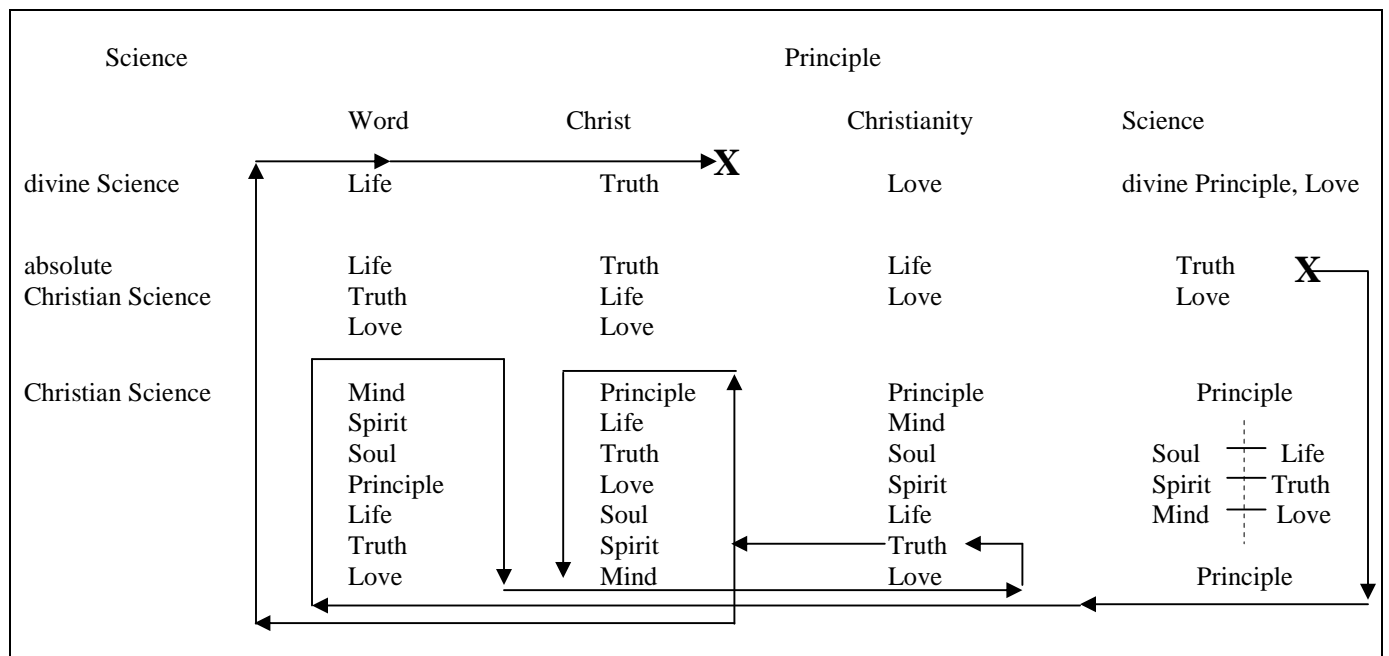 Science Principle
Word Christ Christianity Science
X
divine Science Life Truth Love divine Principle, Love
absolute Life Truth Life Truth X
Christian Science Truth Life Love Love
Love Love
Christian Science Mind Principle Principle Principle
Spirit Life Mind
Soul Truth Soul Soul Life
Principle Love Spirit Spirit Truth
Life Soul Life Mind Love
Truth Spirit Truth
Love Mind Love Principle